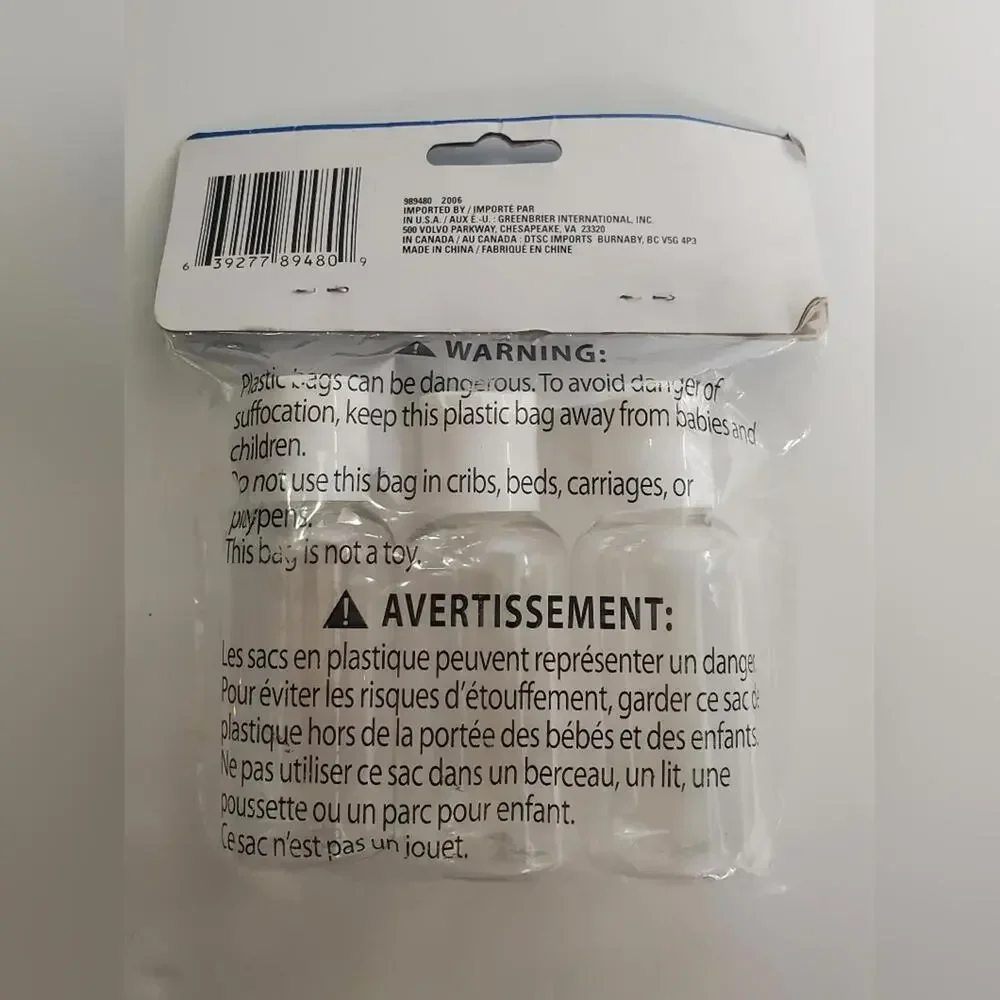 6 39277 89480 9
989480 2006
IMPORTED BY / IMPORTÉ PAR
IN U.S.A. / AUX É.-U. : GREENBRIER INTERNATIONAL, INC.
500 VOLVO PARKWAY, CHESAPEAKE, VA 23320
IN CANADA / AU CANADA : DTSC IMPORTS BURNABY, BC V5G 4P3
MADE IN CHINA / FABRIQUÉ EN CHINE
WARNING:
Plastic bags can be dangerous. To avoid danger of
suffocation, keep this plastic bag away from babies and
children.
Do not use this bag in cribs, beds, carriages, or
playpens.
This bag is not a toy.
AVERTISSEMENT:
Les sacs en plastique peuvent représenter un danger
Pour éviter les risques d'étouffement, garder ce sac de
plastique hors de la portée des bébés et des enfants.
Ne pas utiliser ce sac dans un berceau, un lit, une
poussette ou un parc pour enfant.
Ce sac n'est pas un jouet.